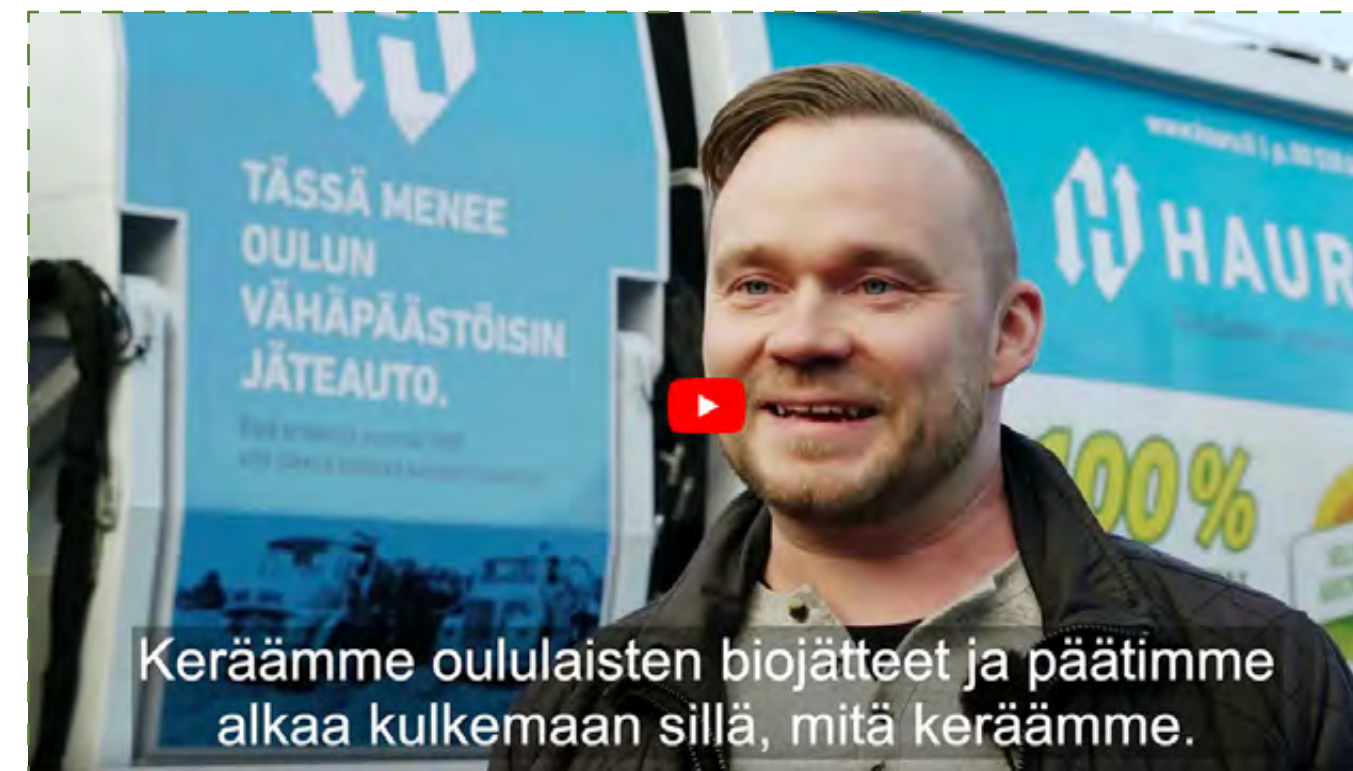 TÄSSÄ MENEE
OULUN
VÄHÄPÄÄSTÖISIN
JÄTEAUTO.
HAUR
100%
Keräämme oululaisten biojätteet ja päätimme
alkaa kulkemaan sillä, mitä keräämme.